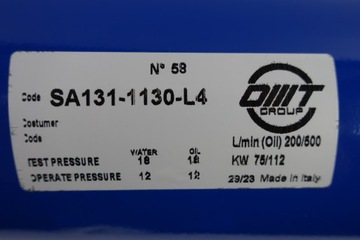 N° 58
Code SA131-1130-L4
OMT
GROUP
Costumer
Code
L/min (Oil) 200/500
WATER OIL
TEST PRESSURE 18 18
KW 75/112
OPERATE PRESSURE 12 12
29/23 Made in Italy